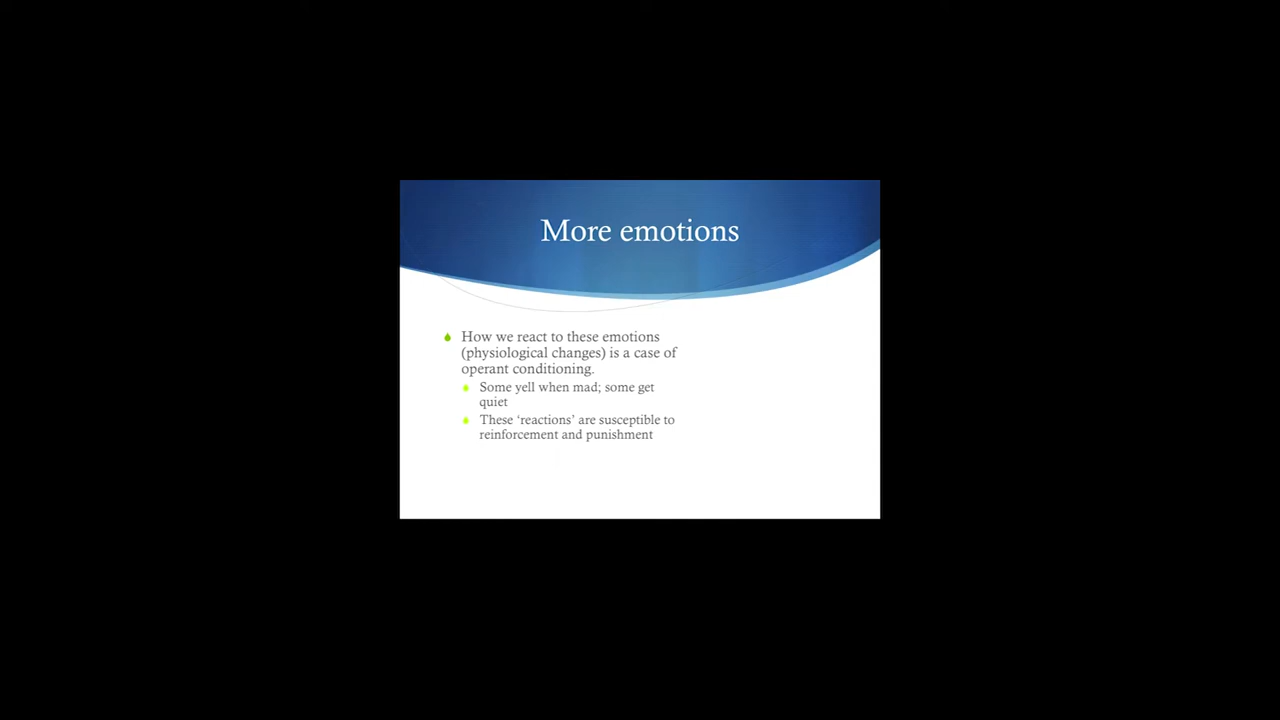 More emotions
How we react to these emotions
(physiological changes) is a case of
operant conditioning.
Some yell when mad; some get
quiet
These ‘reactions’ are susceptible to
reinforcement and punishment